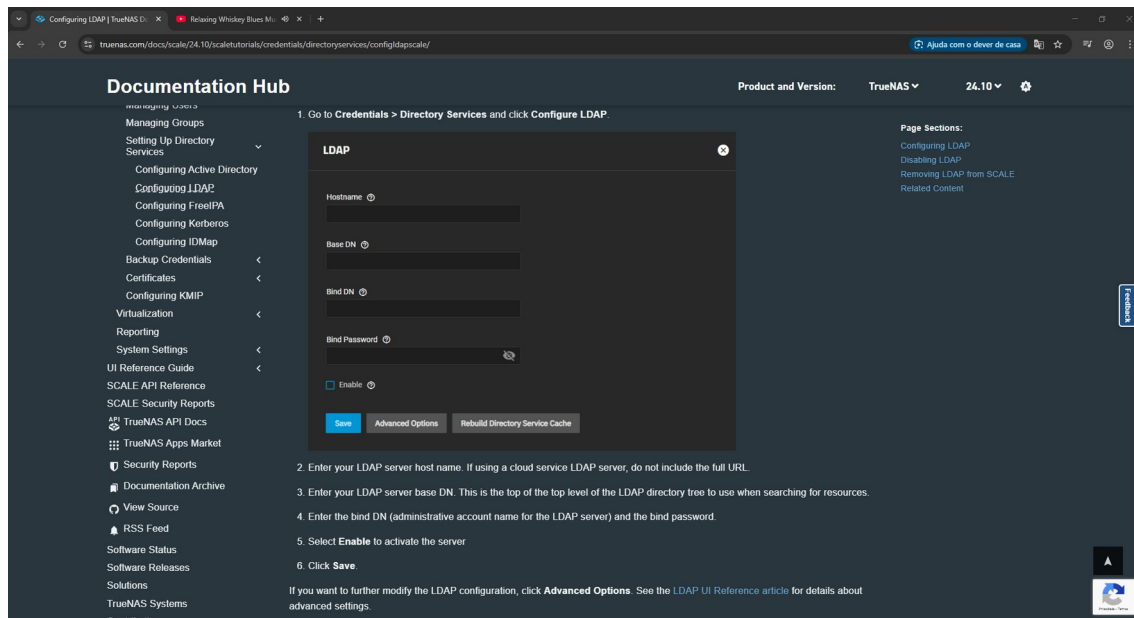 Configuring LDAP | TrueNAS D
Relaxing Whiskey Blues Mu
truenas.com/docs/scale/24.10/scaletutorials/credentials/directoryservices/configldapscale/
Ajuda com o dever de casa
Documentation Hub
Product and Version:
TrueNAS
24.10
Managing Users
Managing Groups
Setting Up Directory
Services
Configuring Active Directory
Configuring LDAP
Configuring FreeIPA
Configuring Kerberos
Configuring IDMap
Backup Credentials
Certificates
Configuring KMIP
Virtualization
Reporting
System Settings
UI Reference Guide
SCALE API Reference
SCALE Security Reports
API TrueNAS API Docs
TrueNAS Apps Market
Security Reports
Documentation Archive
View Source
RSS Feed
Software Status
Software Releases
Solutions
TrueNAS Systems
1. Go to Credentials > Directory Services and click Configure LDAP.
LDAP
Hostname
Base DN
Bind DN
Bind Password
Enable
Save
Advanced Options
Rebuild Directory Service Cache
2. Enter your LDAP server host name. If using a cloud service LDAP server, do not include the full URL.
3. Enter your LDAP server base DN. This is the top of the top level of the LDAP directory tree to use when searching for resources.
4. Enter the bind DN (administrative account name for the LDAP server) and the bind password.
5. Select Enable to activate the server
6. Click Save.
If you want to further modify the LDAP configuration, click Advanced Options. See the LDAP UI Reference article for details about
advanced settings.
Page Sections:
Configuring LDAP
Disabling LDAP
Removing LDAP from SCALE
Related Content
Feedback